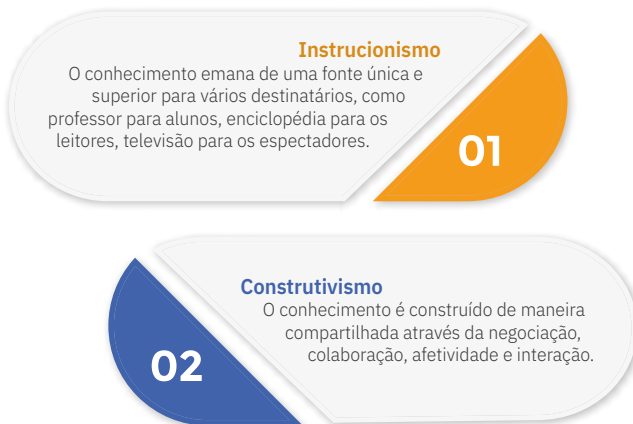 Instrucionismo
O conhecimento emana de uma fonte única e
superior para vários destinatários, como
professor para alunos, enciclopédia para os
leitores, televisão para os espectadores.
01
Construtivismo
O conhecimento é construído de maneira
compartilhada através da negociação,
colaboração, afetividade e interação.
02